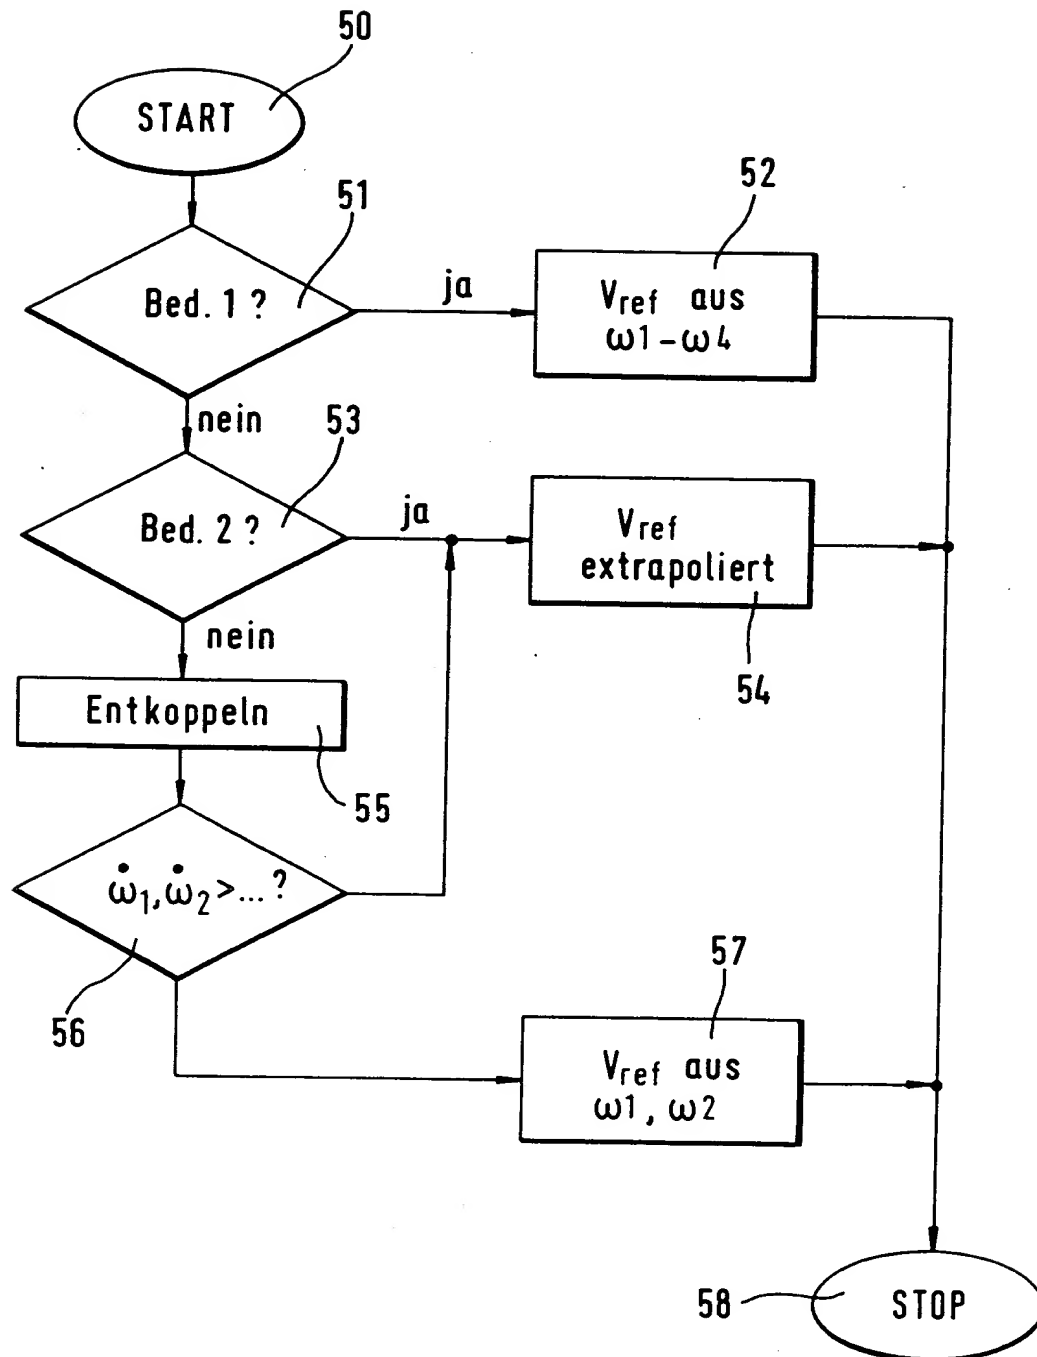 50
START
51
52
Bed. 1 ?
ja
Vref aus
ω1 – ω4
nein
53
Bed. 2 ?
ja
Vref
extrapoliert
nein
54
Entkoppeln
55
ω̇1, ω̇2 > ... ?
56
57
Vref aus
ω1, ω2
58
STOP